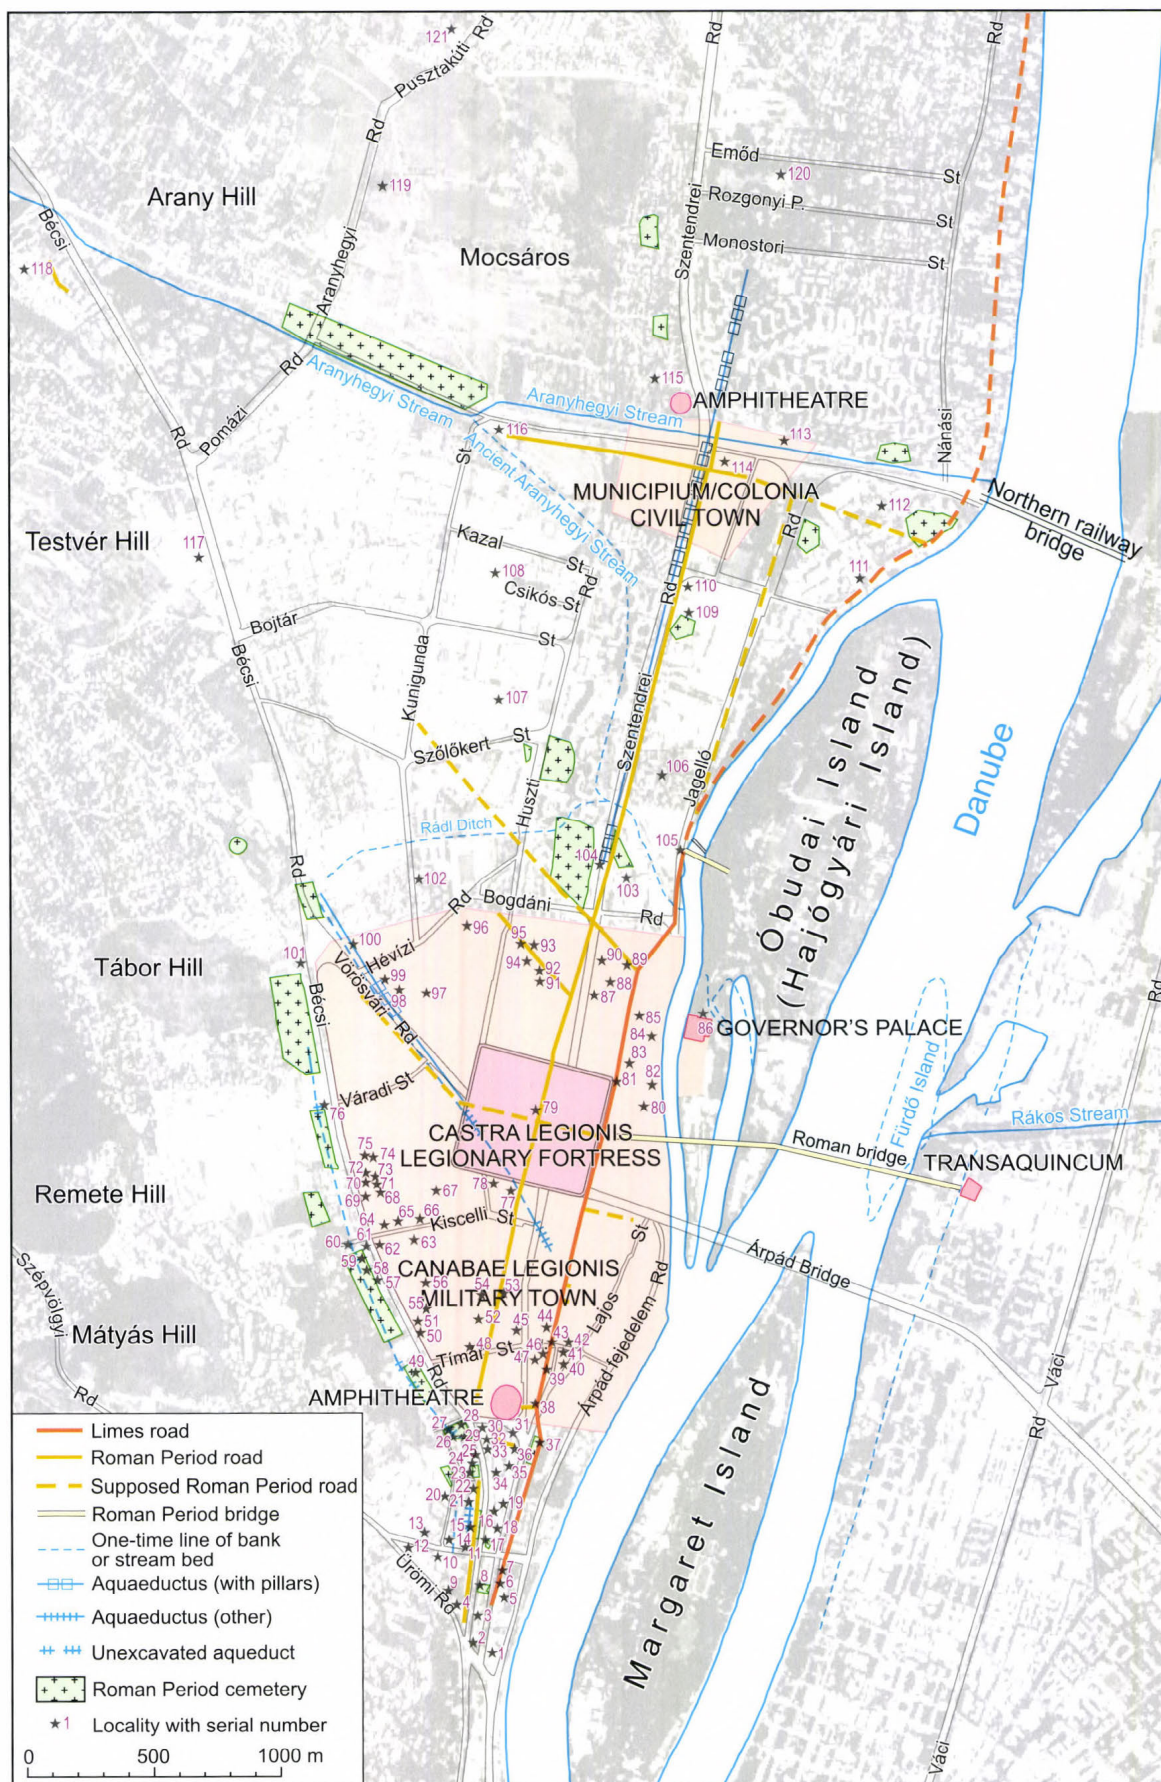 121
Pusztakúti
Rd
Rd
Rd
Rd
Emőd
St
120
119
Rozgonyi P.
St
Arany Hill
Mocsáros
Monostori
St
Szentendrei
Bécsi
118
Aranyhegyi
Rd
Aranyhegyi Stream
115
AMPHITHEATRE
Aranyhegyi Stream
Pomázi
Rd
116
113
Nánási
St
114
Ancient Aranyhegyi Stream
MUNICIPIUM/COLONIA
CIVIL TOWN
112
Northern railway
bridge
Rd
Testvér Hill
117
Kazal
St
108
Csikós St
Rd
Rd
111
110
109
Bojtár
St
Bécsi
Kunigunda
107
Szentendrei
Szőlőkert St
Óbudai Island
(Hajógyári Island)
Danube
106
Jagelló
Huszti
Rádl Ditch
105
104
103
102
Rd
Bogdáni
Rd
Rd
96
95
93
94
92
91
90
89
88
87
100
Hévízi
101
Tábor Hill
99
98
97
Vörösvári
Rd
Bécsi
85
84
86
GOVERNOR'S PALACE
83
81
80
Fürdő Island
Rd
Váradi St
76
79
Rákos Stream
CASTRA LEGIONIS
LEGIONARY FORTRESS
Roman bridge
TRANSAQUINCUM
75
74
72
73
70
71
69
68
67
78
77
Remete Hill
66
65
64
Kiscelli St
St
63
62
61
60
59
58
57
Árpád Bridge
CANABAE LEGIONIS
MILITARY TOWN
Szépvölgyi
Rd
56
55
54
53
52
51
50
Lajos
Rd
Mátyás Hill
49
48
Tímár St
45
44
43
42
46
47
41
40
39
Árpád fejedelem
Váci
Rd
Rd
AMPHITHEATRE
38
37
28
27
26
29
30
31
32
33
36
25
24
23
34
35
22
21
20
19
18
17
16
15
14
13
12
11
10
9
8
7
6
5
4
3
2
1
Ürömi Rd
Margaret Island
Váci
Limes road
Roman Period road
Supposed Roman Period road
Roman Period bridge
One-time line of bank
or stream bed
Aquaeductus (with pillars)
Aquaeductus (other)
Unexcavated aqueduct
Roman Period cemetery
1 Locality with serial number
0 500 1000 m